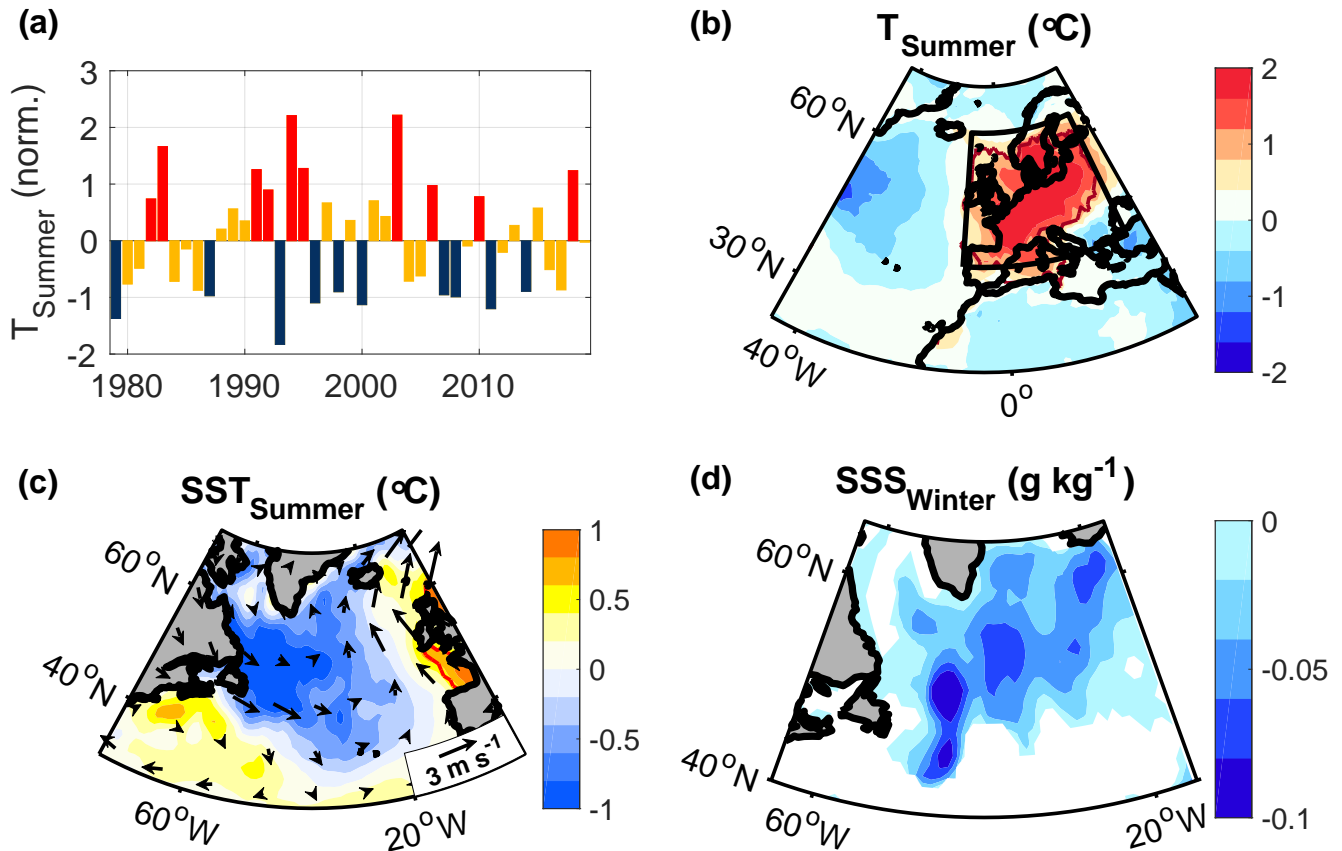 (a)
T_Summer (norm.)
3
2
1
0
-1
-2
1980 1990 2000 2010
(b)
T_Summer (°C)
60°N
30°N
40°W
0°
2
1
0
-1
-2
(c)
SST_Summer (°C)
60°N
40°N
60°W
20°W
3 m s⁻¹
1
0.5
0
-0.5
-1
(d)
SSS_Winter (g kg⁻¹)
60°N
40°N
60°W
20°W
0
-0.05
-0.1